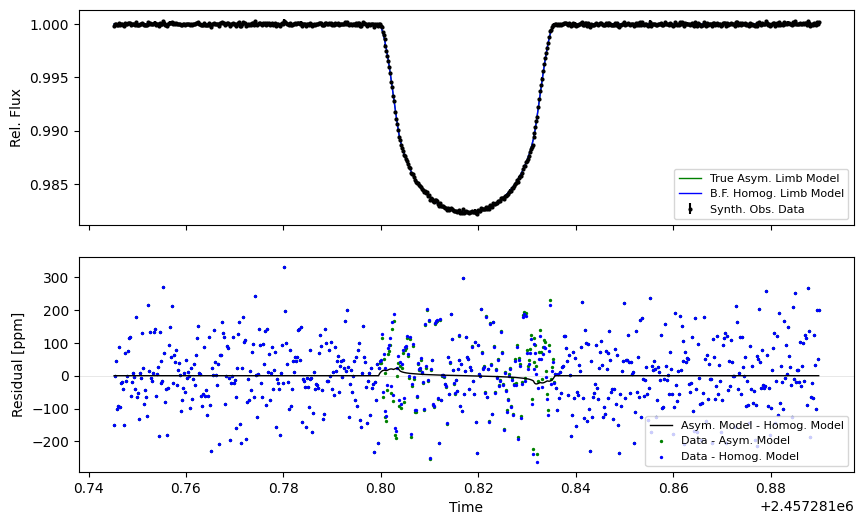 1.000
0.995
0.990
0.985
Rel. Flux
True Asym. Limb Model
B.F. Homog. Limb Model
Synth. Obs. Data
300
200
100
0
−100
−200
Residual [ppm]
Asym. Model - Homog. Model
Data - Asym. Model
Data - Homog. Model
0.74 0.76 0.78 0.80 0.82 0.84 0.86 0.88
Time
+2.457281e6